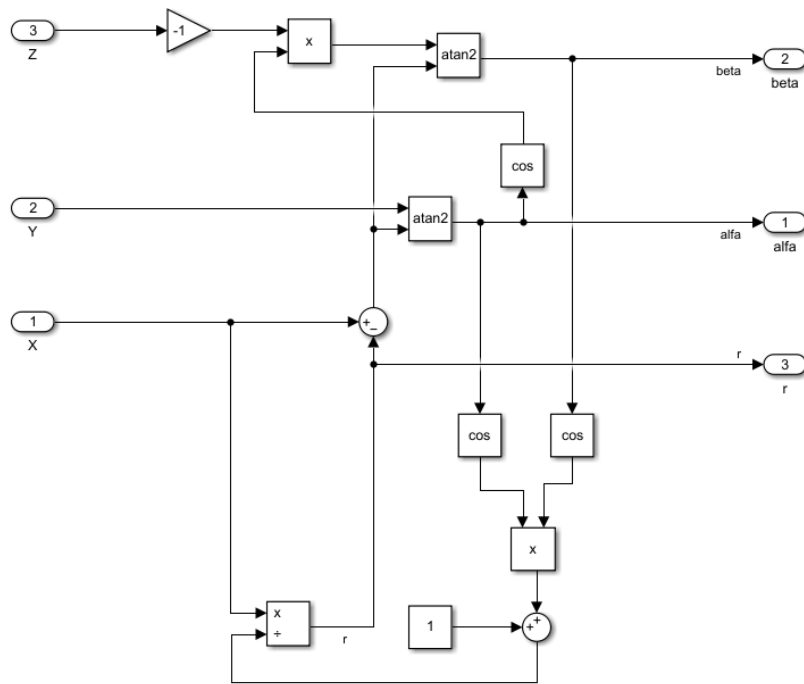 3
Z
-1
x
atan2
beta
2
beta
cos
2
Y
atan2
alfa
1
alfa
1
X
+
–
r
3
r
cos
cos
x
x
÷
r
1
+
+